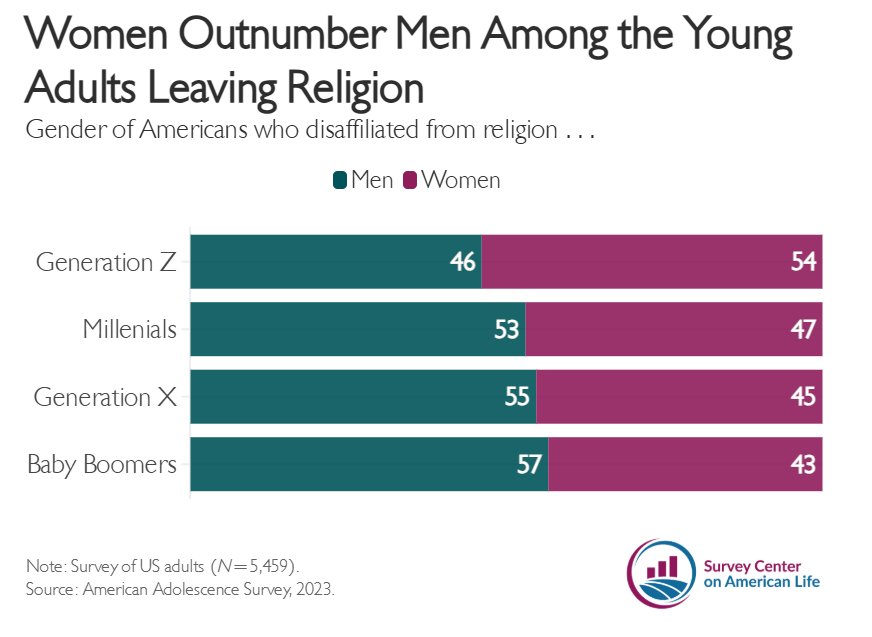 Women Outnumber Men Among the Young
Adults Leaving Religion
Gender of Americans who disaffiliated from religion . . .
Men Women
Generation Z 46 54
Millenials 53 47
Generation X 55 45
Baby Boomers 57 43
Note: Survey of US adults (N=5,459).
Source: American Adolescence Survey, 2023.
Survey Center
on American Life